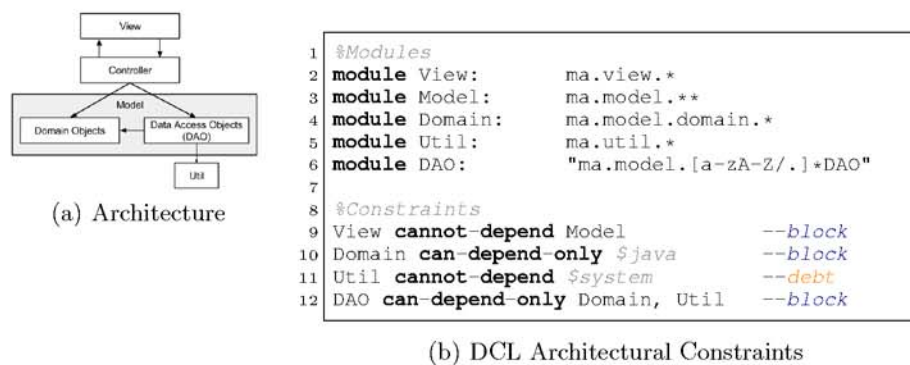 View
Controller
Model
Domain Objects
Data Access Objects
(DAO)
Util
(a) Architecture
1 %Modules
2 module View: ma.view.*
3 module Model: ma.model.**
4 module Domain: ma.model.domain.*
5 module Util: ma.util.*
6 module DAO: "ma.model.[a-zA-Z/.]*DAO"
7
8 %Constraints
9 View cannot-depend Model --block
10 Domain can-depend-only $java --block
11 Util cannot-depend $system --debt
12 DAO can-depend-only Domain, Util --block
(b) DCL Architectural Constraints